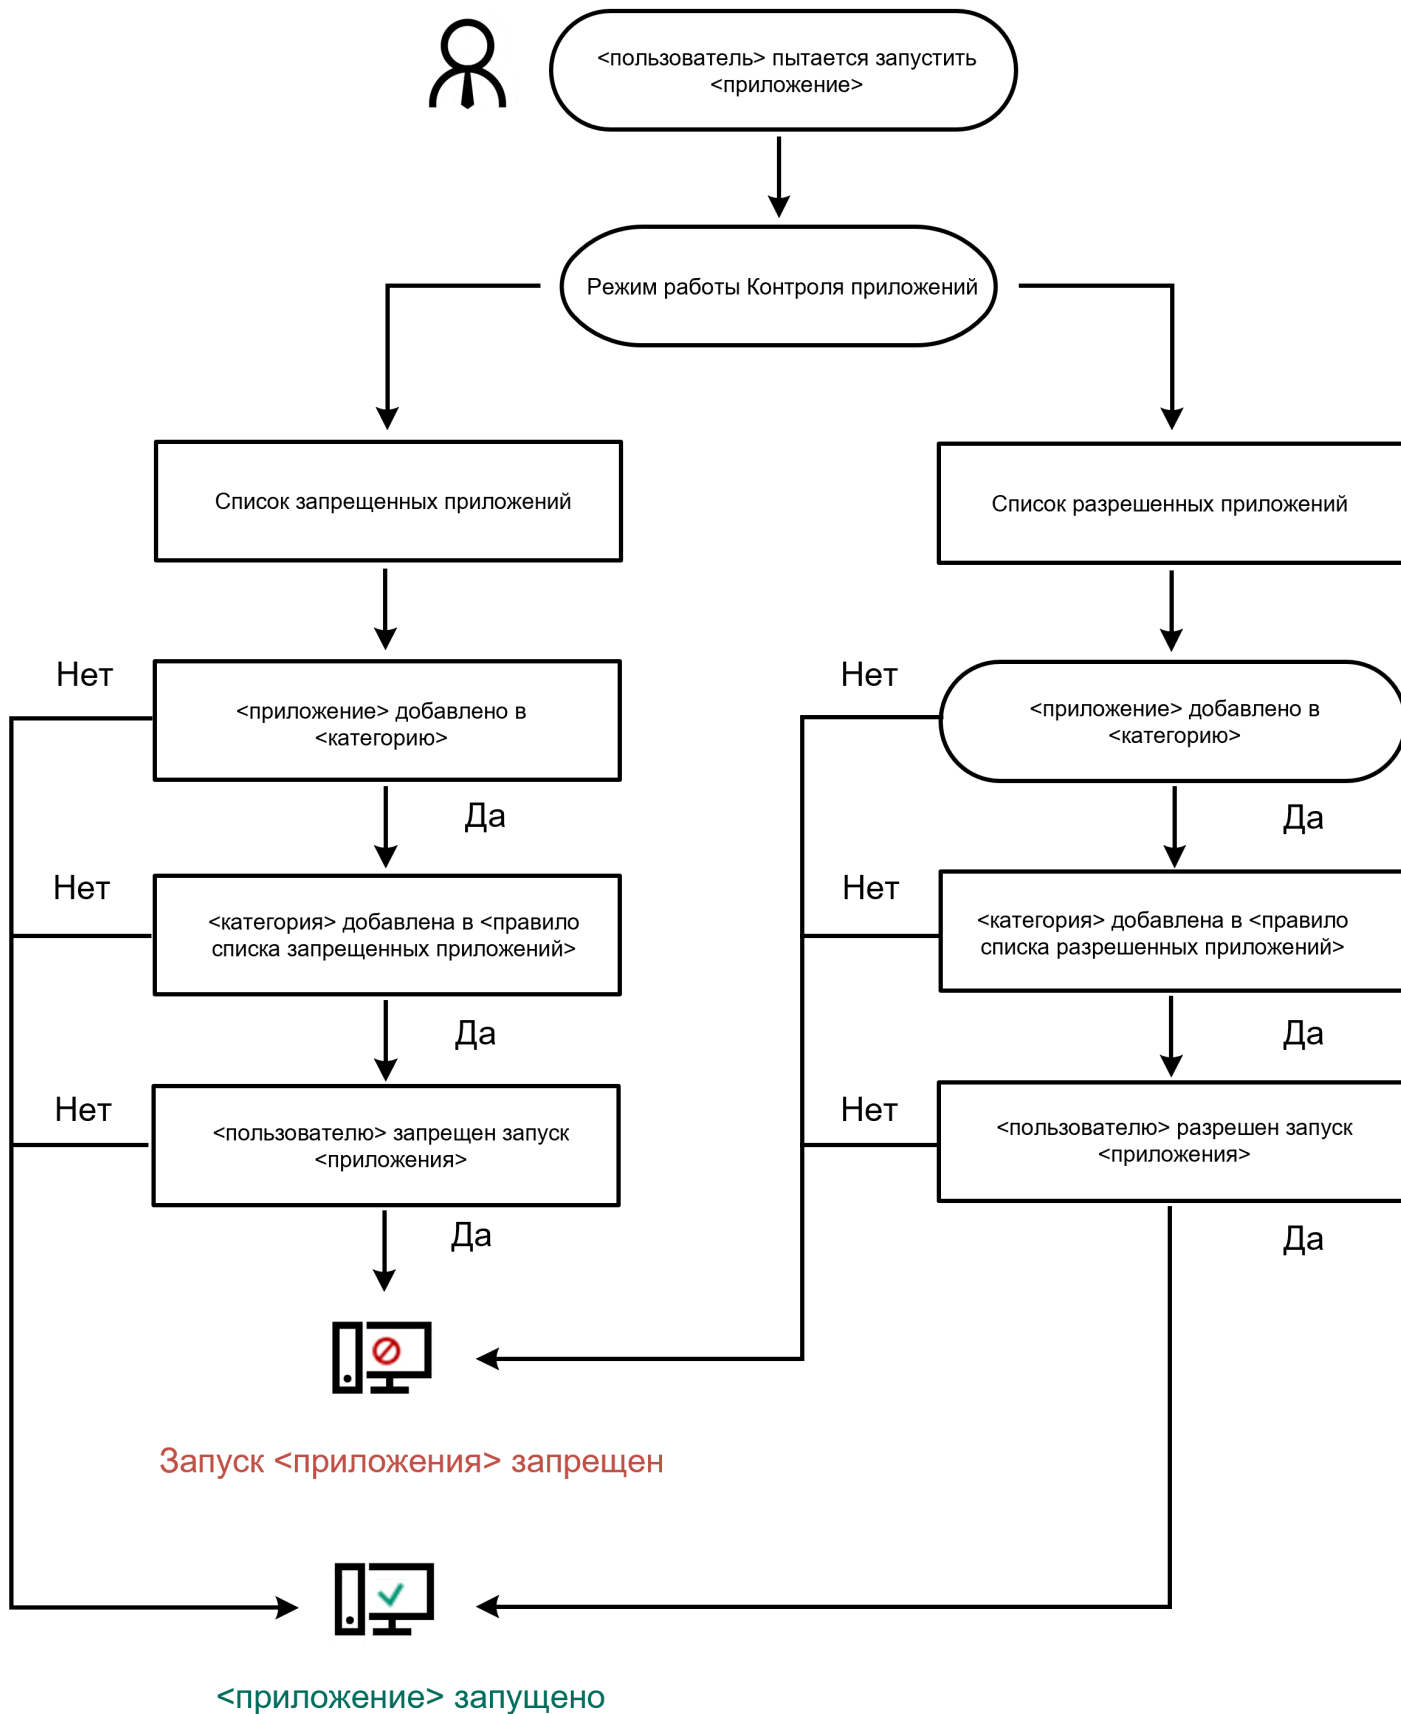 <пользователь> пытается запустить
<приложение>
Режим работы Контроля приложений
Список запрещенных приложений
Список разрешенных приложений
Нет
<приложение> добавлено в
<категорию>
Да
Нет
<приложение> добавлено в
<категорию>
Да
Нет
<категория> добавлена в <правило
списка запрещенных приложений>
Да
Нет
<категория> добавлена в <правило
списка разрешенных приложений>
Да
Нет
<пользователю> запрещен запуск
<приложения>
Да
Нет
<пользователю> разрешен запуск
<приложения>
Да
Запуск <приложения> запрещен
<приложение> запущено